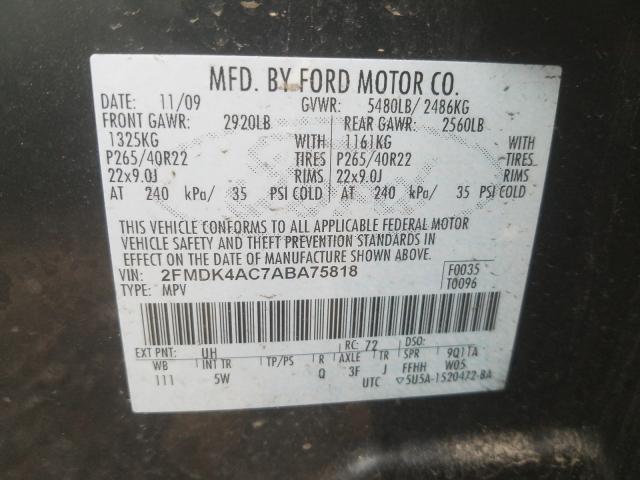 MFD. BY FORD MOTOR CO.
DATE: 11/09 GVWR: 5480LB/ 2486KG
FRONT GAWR: 2920LB REAR GAWR: 2560LB
1325KG WITH 1161KG WITH
P265/40R22 TIRES P265/40R22 TIRES
22x9.0J RIMS 22x9.0J RIMS
AT 240 kPa/ 35 PSI COLD AT 240 kPa/ 35 PSI COLD
THIS VEHICLE CONFORMS TO ALL APPLICABLE FEDERAL MOTOR
VEHICLE SAFETY AND THEFT PREVENTION STANDARDS IN
EFFECT ON THE DATE OF MANUFACTURE SHOWN ABOVE.
VIN: 2FMDK4AC7ABA75818 F0035
TYPE: MPV T0096
EXT PNT: UH RC: 72 DSO:
WB INT TR TP/PS R AXLE TR SPR 9Q1TA
111 5W Q 3F J FFHH W05
UTC ▽5U5A-1520472-BA